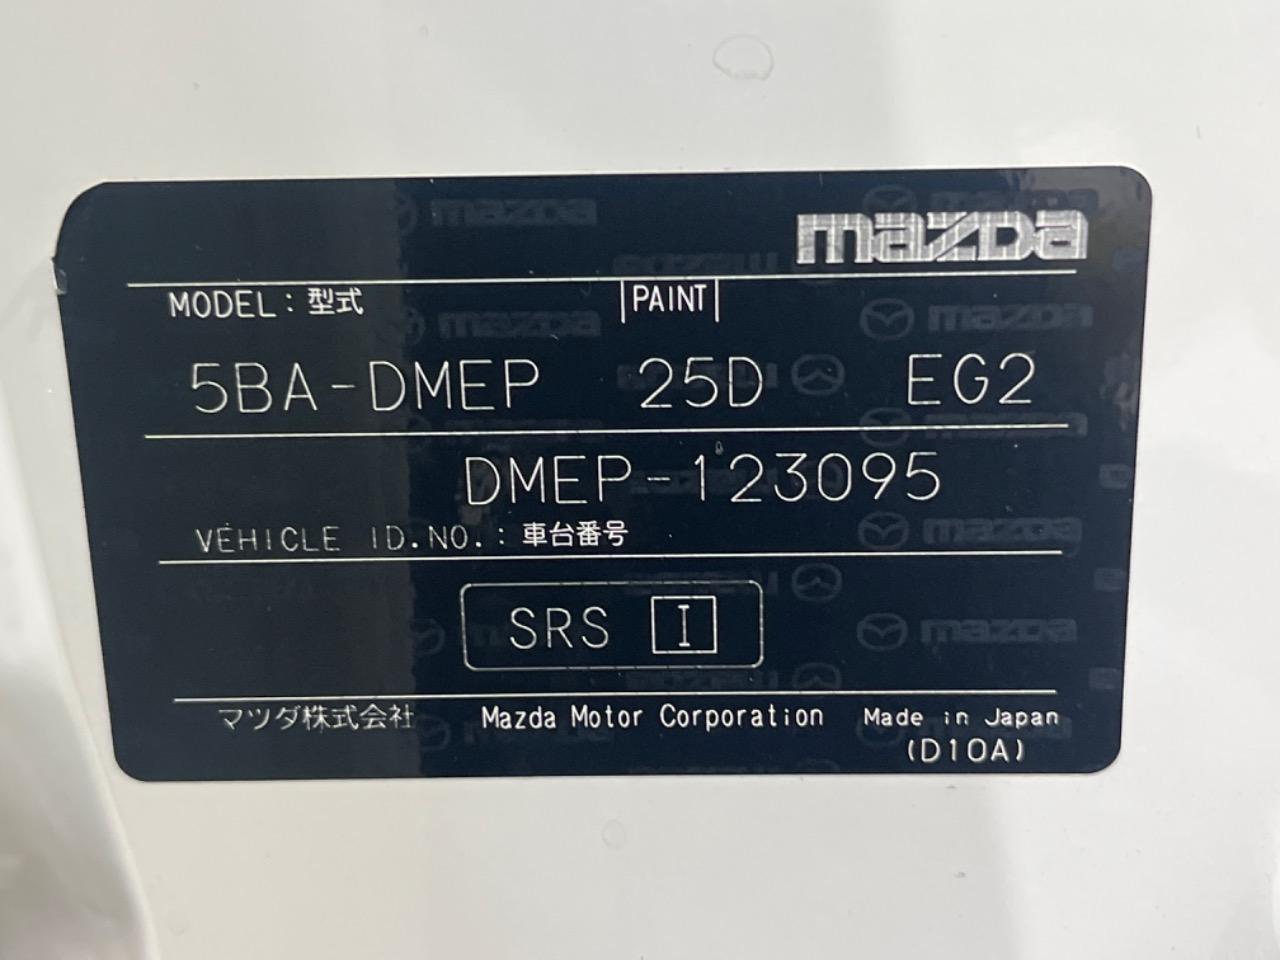 mazda
MODEL: 型式 PAINT
5BA-DMEP 25D EG2
DMEP-123095
VEHICLE ID.NO.: 車台番号
SRS I
マツダ株式会社 Mazda Motor Corporation Made in Japan
(D10A)